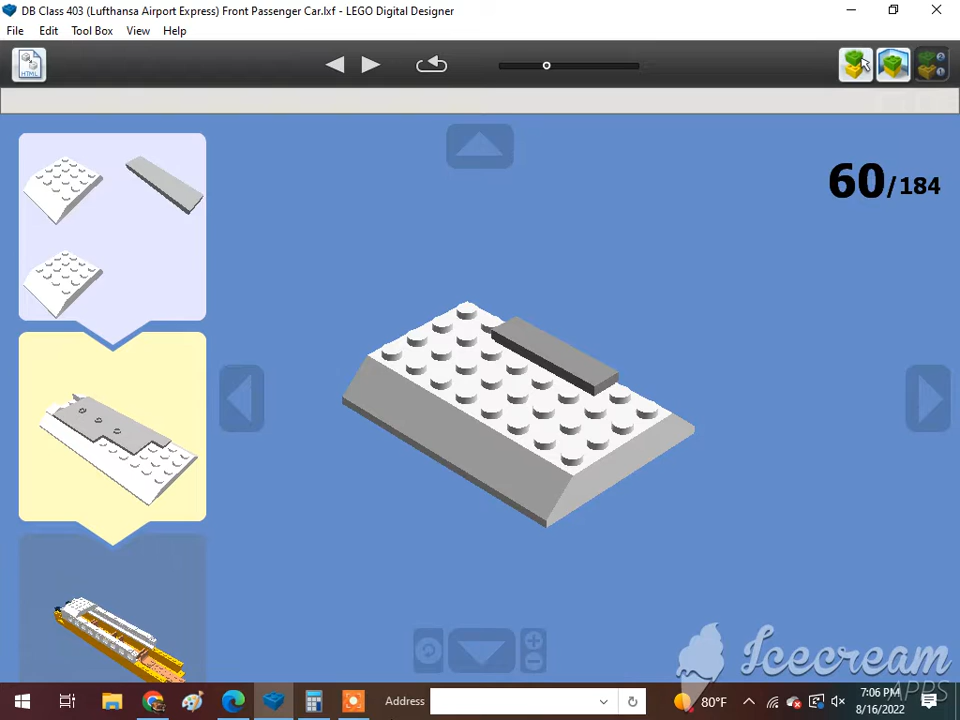 DB Class 403 (Lufthansa Airport Express) Front Passenger Car.lxf - LEGO Digital Designer
File Edit Tool Box View Help
HTML
60/184
Icecream
APPS
Address
80°F
7:06 PM
8/16/2022